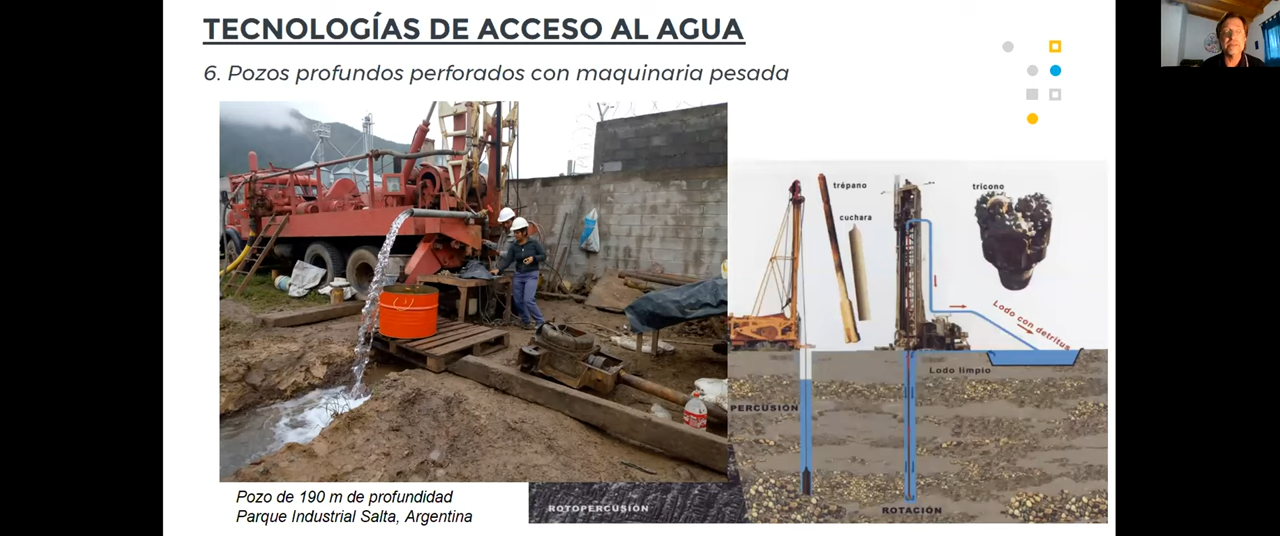 TECNOLOGÍAS DE ACCESO AL AGUA
6. Pozos profundos perforados con maquinaria pesada
trépano
cuchara
tricono
Lodo con detritus
Lodo limpio
PERCUSIÓN
ROTOPERCUSIÓN
ROTACIÓN
Pozo de 190 m de profundidad
Parque Industrial Salta, Argentina